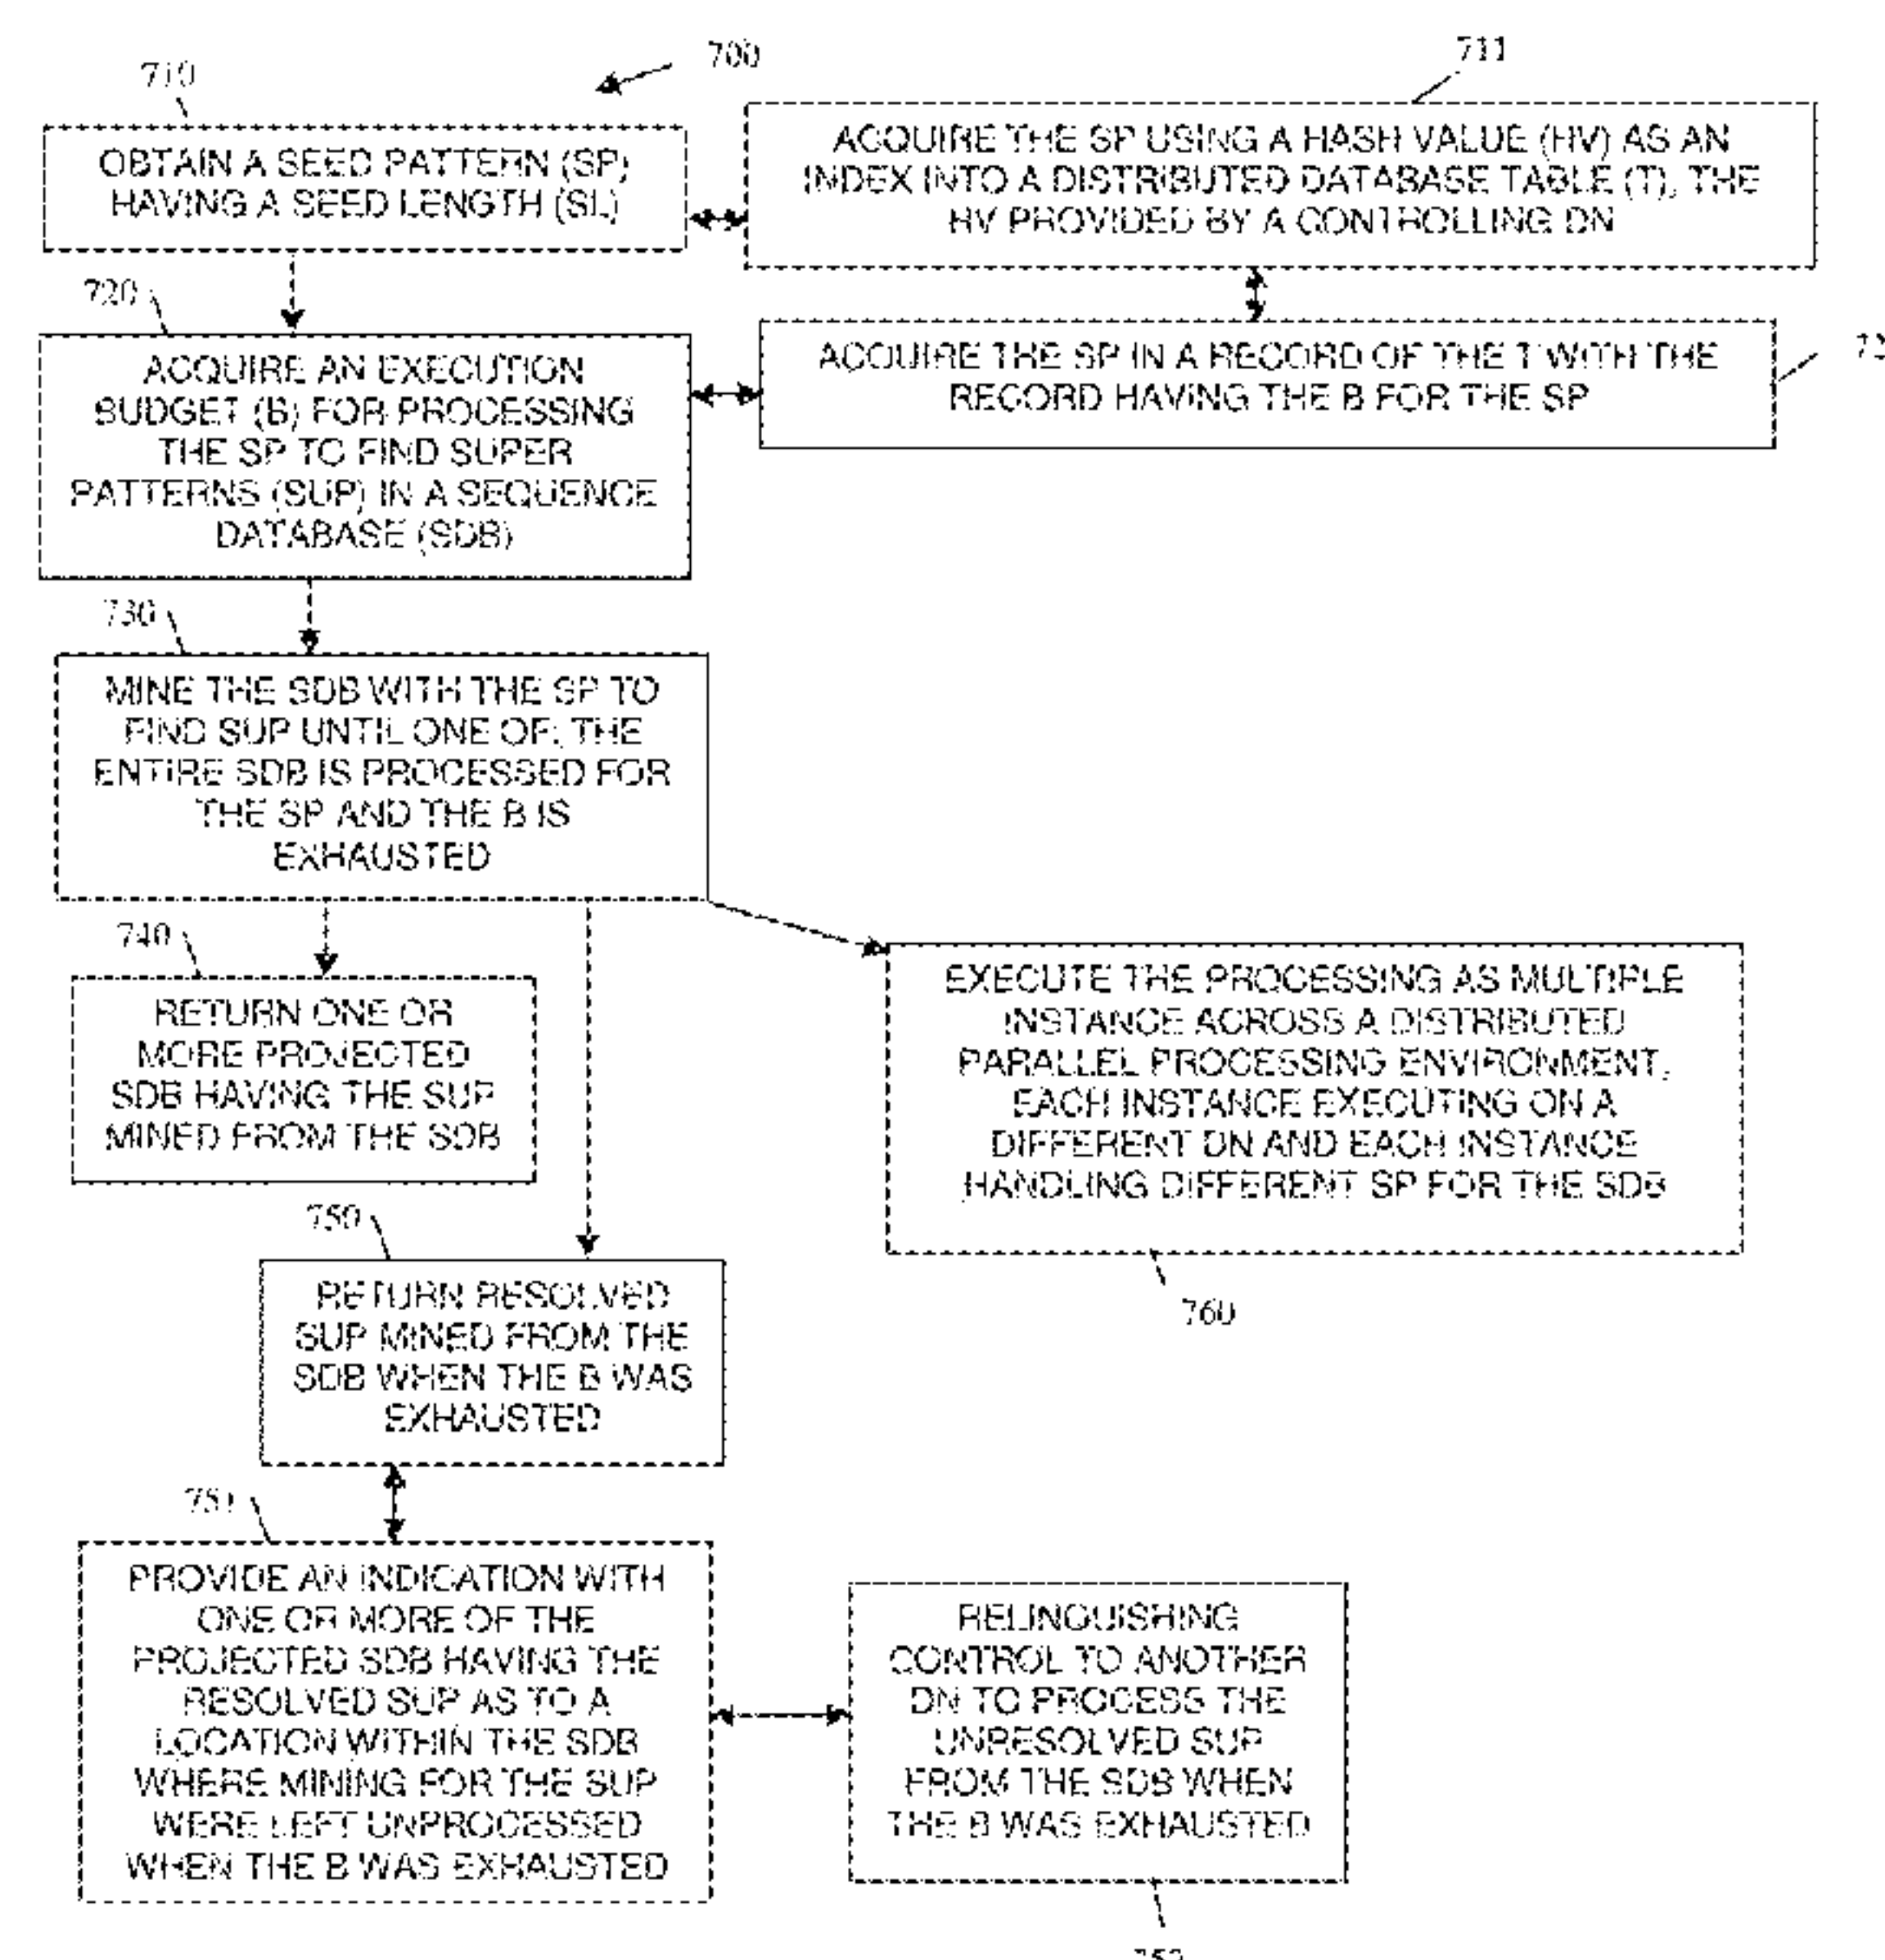 700
710
OBTAIN A SEED PATTERN (SP)
HAVING A SEED LENGTH (SL)
711
ACQUIRE THE SP USING A HASH VALUE (HV) AS AN
INDEX INTO A DISTRIBUTED DATABASE TABLE (T), THE
HV PROVIDED BY A CONTROLLING DN
720
ACQUIRE AN EXECUTION
BUDGET (B) FOR PROCESSING
THE SP TO FIND SUPER
PATTERNS (SUP) IN A SEQUENCE
DATABASE (SDB)
ACQUIRE THE SP IN A RECORD OF THE T WITH THE
RECORD HAVING THE B FOR THE SP
730
MINE THE SDB WITH THE SP TO
FIND SUP UNTIL ONE OF: THE
ENTIRE SDB IS PROCESSED FOR
THE SP AND THE B IS
EXHAUSTED
740
RETURN ONE OR
MORE PROJECTED
SDB HAVING THE SUP
MINED FROM THE SDB
EXECUTE THE PROCESSING AS MULTIPLE
INSTANCE ACROSS A DISTRIBUTED
PARALLEL PROCESSING ENVIRONMENT,
EACH INSTANCE EXECUTING ON A
DIFFERENT DN AND EACH INSTANCE
HANDLING DIFFERENT SP FOR THE SDB
760
750
RETURN RESOLVED
SUP MINED FROM THE
SDB WHEN THE B WAS
EXHAUSTED
751
PROVIDE AN INDICATION WITH
ONE OR MORE OF THE
PROJECTED SDB HAVING THE
RESOLVED SUP AS TO A
LOCATION WITHIN THE SDB
WHERE MINING FOR THE SUP
WERE LEFT UNPROCESSED
WHEN THE B WAS EXHAUSTED
RELINQUISHING
CONTROL TO ANOTHER
DN TO PROCESS THE
UNRESOLVED SUP
FROM THE SDB WHEN
THE B WAS EXHAUSTED